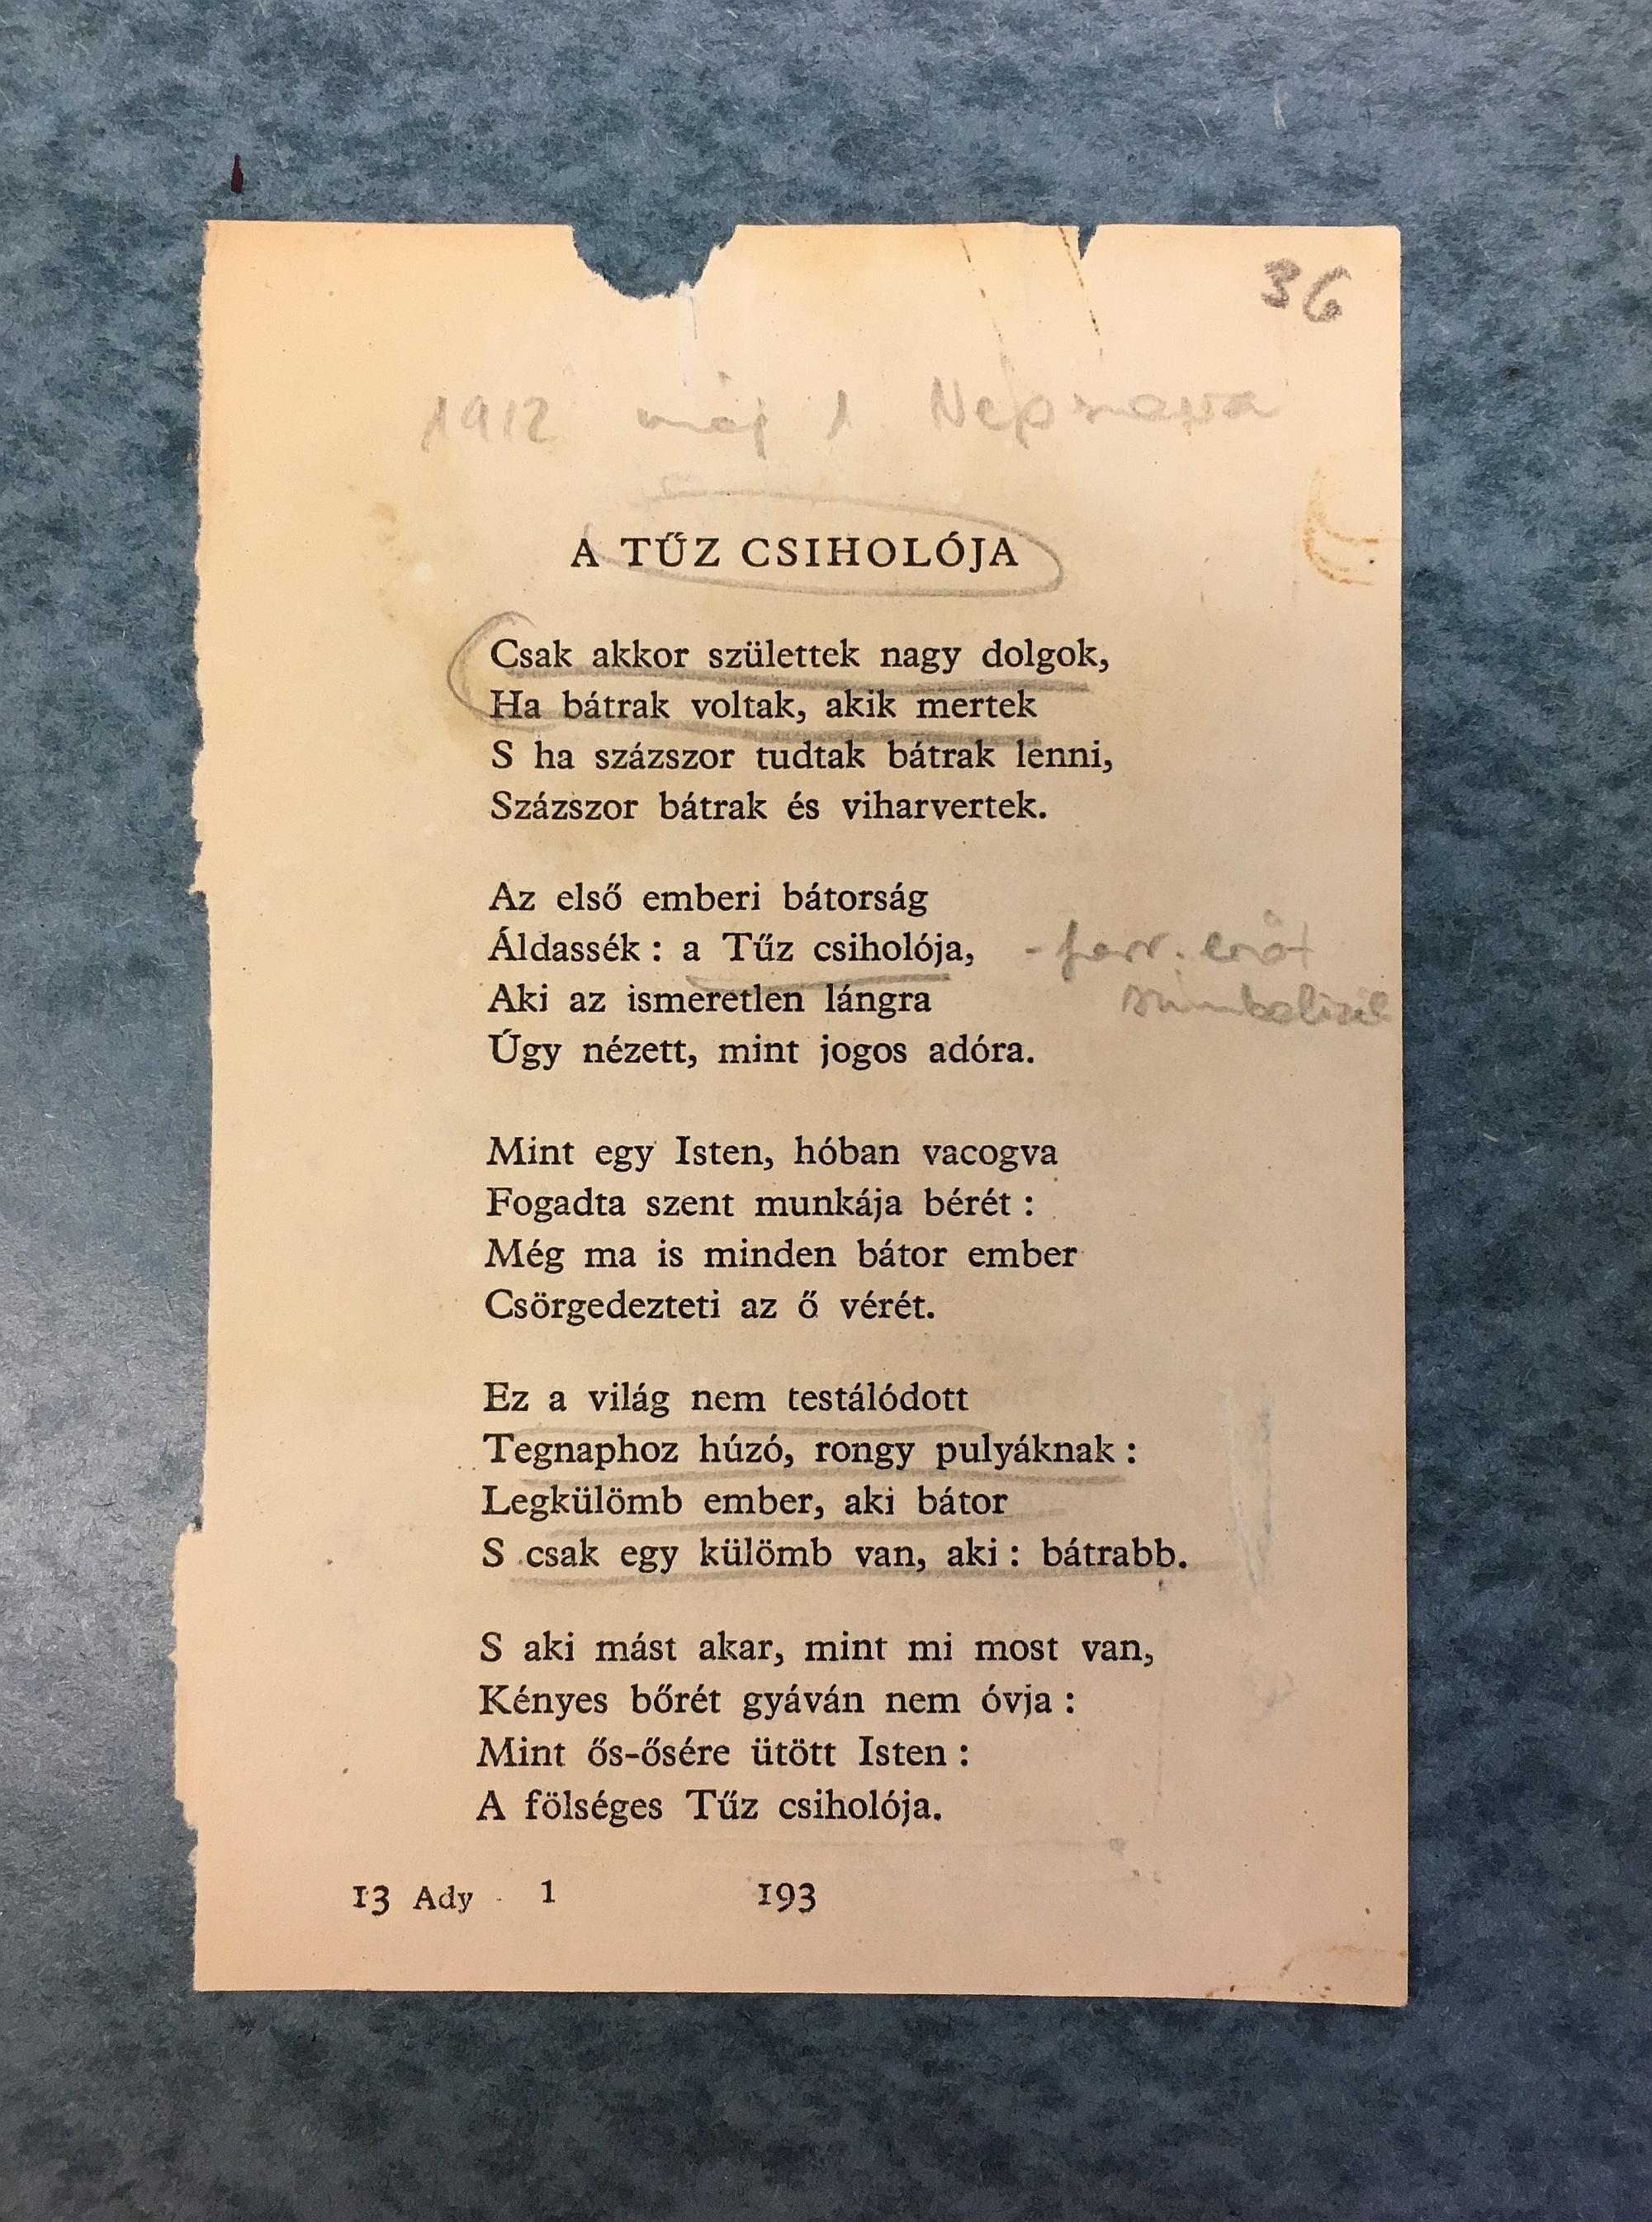 36
1912 máj 1 Nepszava
A TŰZ CSIHOLÓJA
Csak akkor születtek nagy dolgok,
Ha bátrak voltak, akik mertek
S ha százszor tudtak bátrak lenni,
Százszor bátrak és viharvertek.
Az első emberi bátorság
Áldassék : a Tűz csiholója, - forr. erőt
Aki az ismeretlen lángra szimbolizál
Úgy nézett, mint jogos adóra.
Mint egy Isten, hóban vacogva
Fogadta szent munkája bérét :
Még ma is minden bátor ember
Csörgedezteti az ő vérét.
Ez a világ nem testálódott
Tegnaphoz húzó, rongy pulyáknak :
Legkülömb ember, aki bátor
S csak egy külömb van, aki : bátrabb.
S aki mást akar, mint mi most van,
Kényes bőrét gyáván nem óvja :
Mint ős-ősére ütött Isten :
A fölséges Tűz csiholója.
13 Ady - 1 193